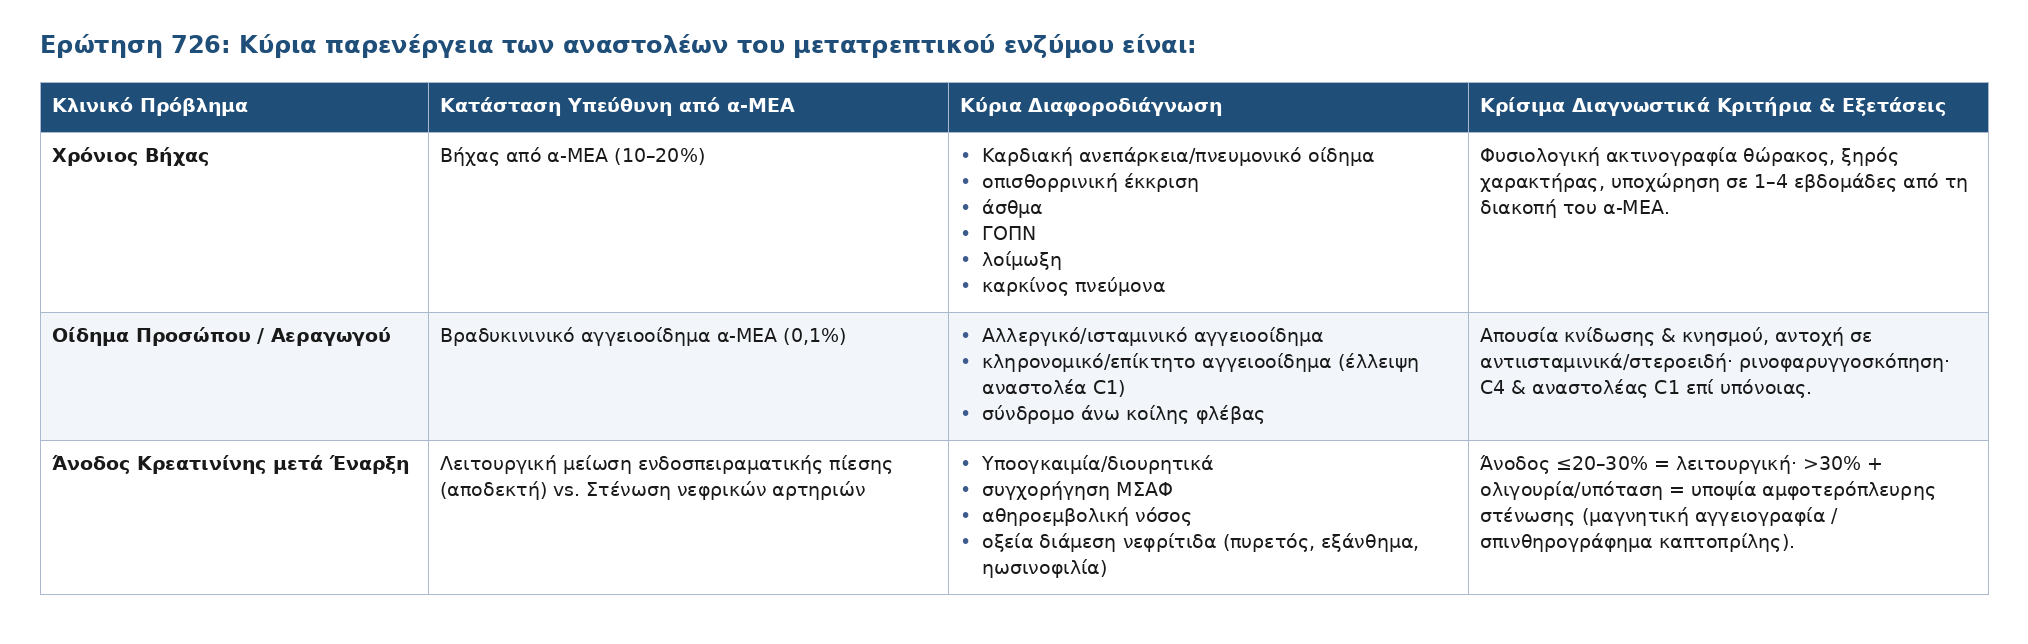 Ερώτηση 726: Κύρια παρενέργεια των αναστολέων του μετατρεπτικού ενζύμου είναι:
Κλινικό Πρόβλημα
Κατάσταση Υπεύθυνη από α-ΜΕΑ
Κύρια Διαφοροδιάγνωση
Κρίσιμα Διαγνωστικά Κριτήρια & Εξετάσεις
Χρόνιος Βήχας
Βήχας από α-ΜΕΑ (10–20%)
• Καρδιακή ανεπάρκεια/πνευμονικό οίδημα
• οπισθορρινική έκκριση
• άσθμα
• ΓΟΠΝ
• λοίμωξη
• καρκίνος πνεύμονα
Φυσιολογική ακτινογραφία θώρακος, ξηρός
χαρακτήρας, υποχώρηση σε 1–4 εβδομάδες από τη
διακοπή του α-ΜΕΑ.
Οίδημα Προσώπου / Αεραγωγού
Βραδυκινινικό αγγειοοίδημα α-ΜΕΑ (0,1%)
• Αλλεργικό/ισταμινικό αγγειοοίδημα
• κληρονομικό/επίκτητο αγγειοοίδημα (έλλειψη
αναστολέα C1)
• σύνδρομο άνω κοίλης φλέβας
Απουσία κνίδωσης & κνησμού, αντοχή σε
αντιισταμινικά/στεροειδή· ρινοφαρυγγοσκόπηση·
C4 & αναστολέας C1 επί υπόνοιας.
Άνοδος Κρεατινίνης μετά Έναρξη
Λειτουργική μείωση ενδοσπειραματικής πίεσης
(αποδεκτή) vs. Στένωση νεφρικών αρτηριών
• Υποογκαιμία/διουρητικά
• συγχορήγηση ΜΣΑΦ
• αθηροεμβολική νόσος
• οξεία διάμεση νεφρίτιδα (πυρετός, εξάνθημα,
ηωσινοφιλία)
Άνοδος ≤20–30% = λειτουργική· >30% +
ολιγουρία/υπόταση = υποψία αμφοτερόπλευρης
στένωσης (μαγνητική αγγειογραφία /
σπινθηρογράφημα καπτοπρίλης).